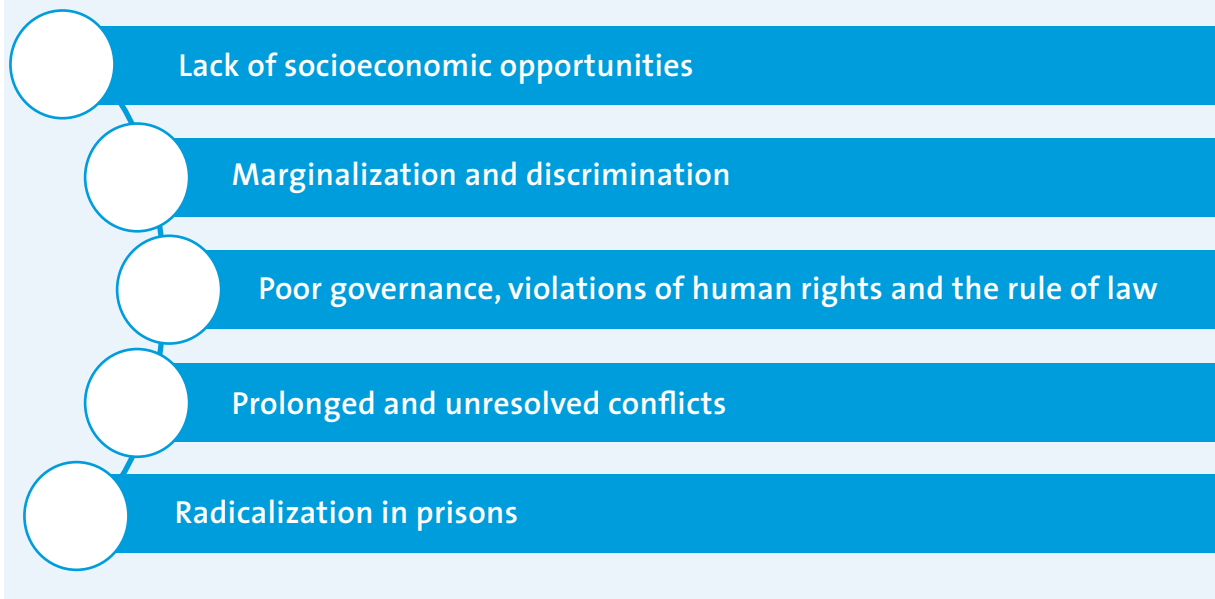 Lack of socioeconomic opportunities
Marginalization and discrimination
Poor governance, violations of human rights and the rule of law
Prolonged and unresolved conflicts
Radicalization in prisons